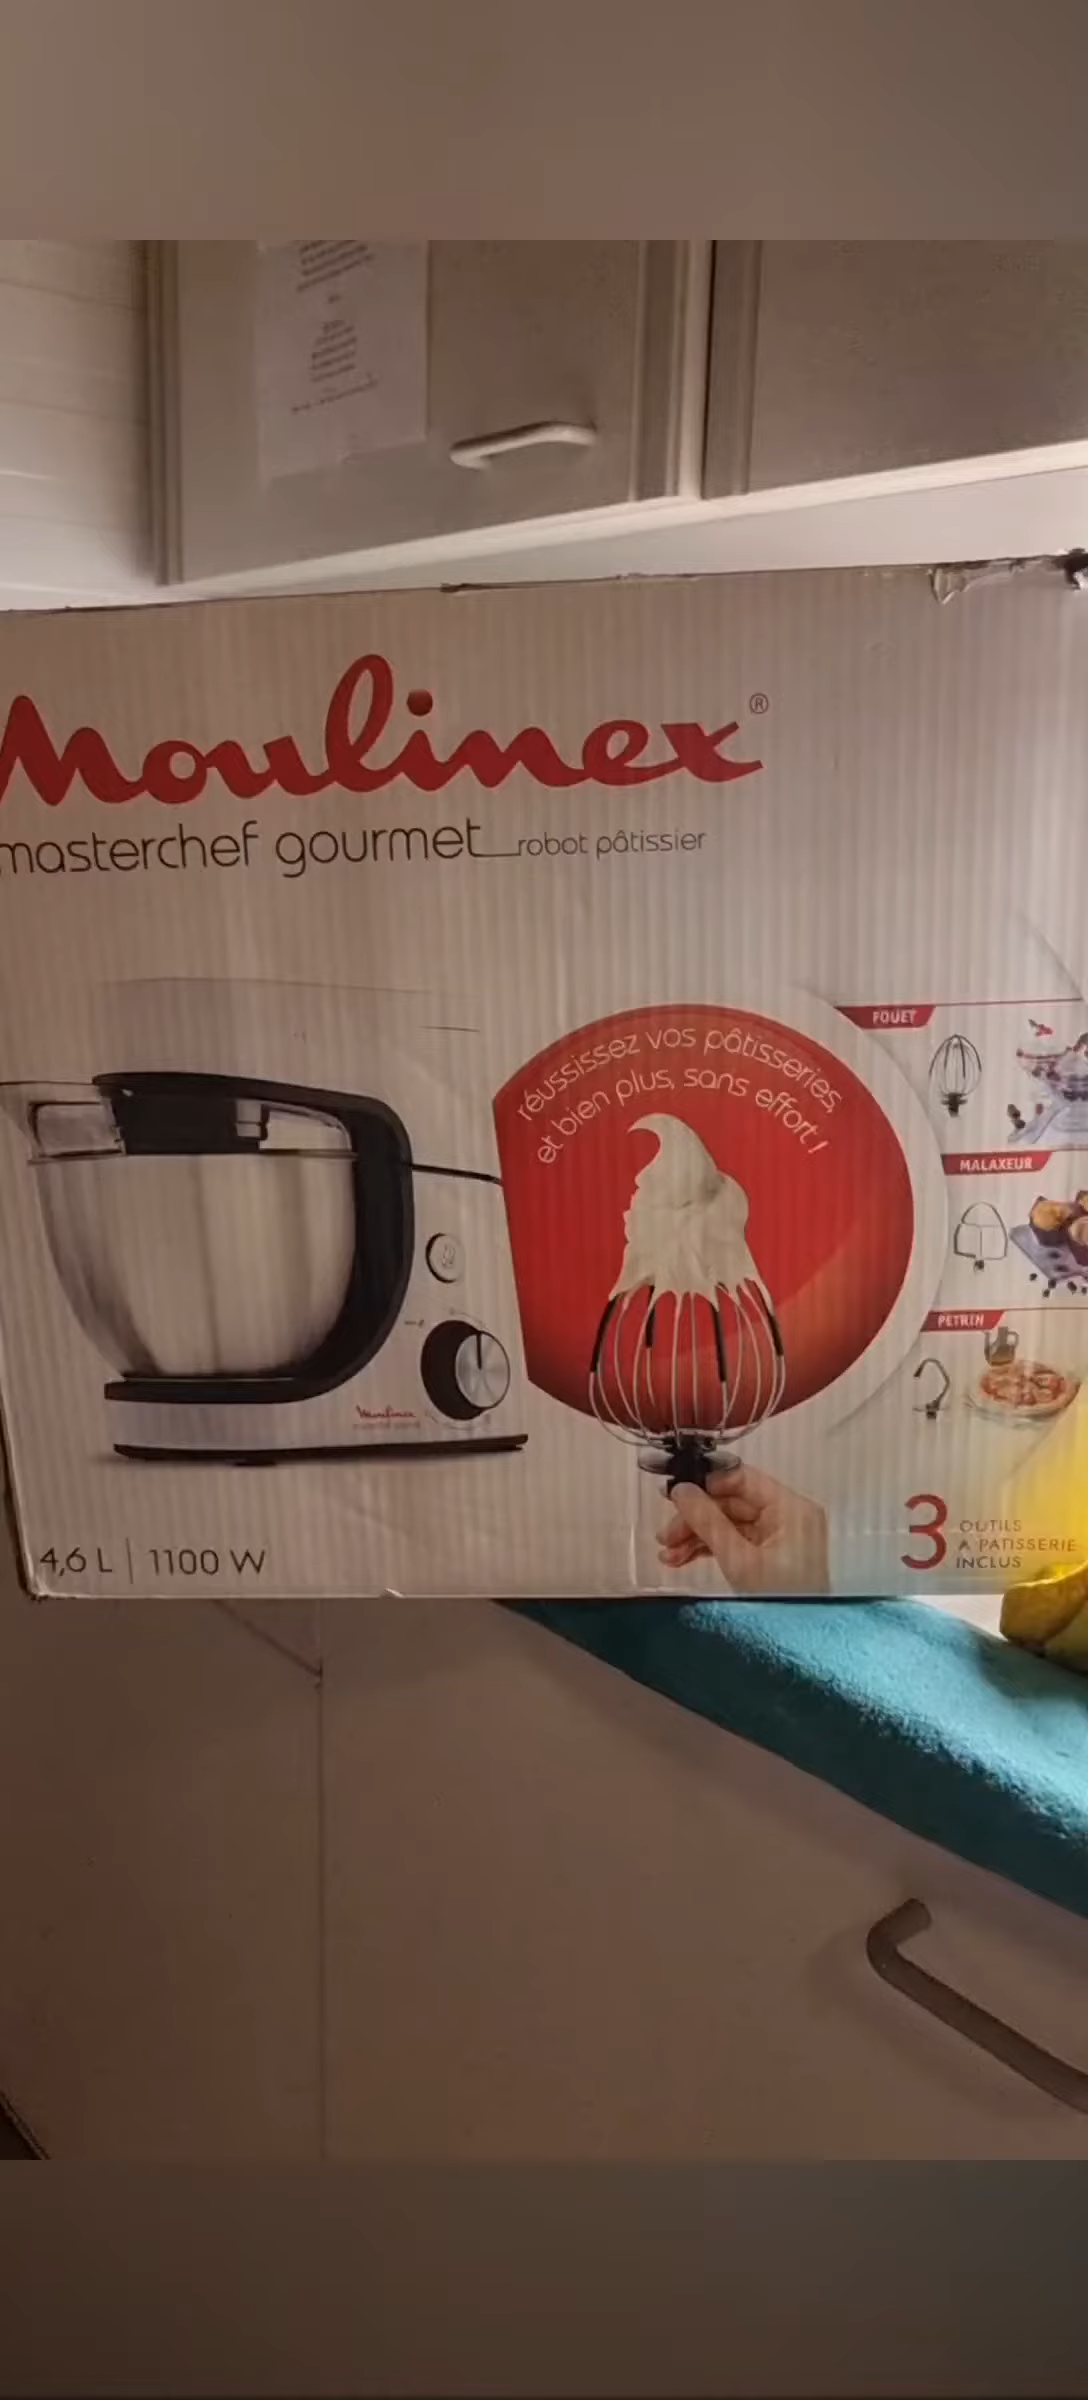 Moulinex®
masterchef gourmet robot pâtissier
réussissez vos pâtisseries,
et bien plus, sans effort !
FOUET
MALAXEUR
PETRIN
Moulinex
4,6 L | 1100 W
3 OUTILS
A PATISSERIE
INCLUS